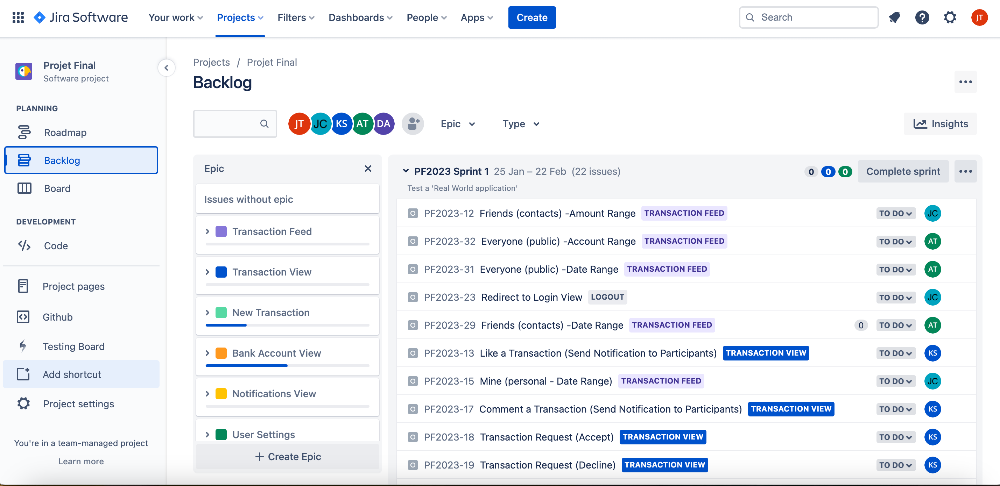 Jira Software Your work Projects Filters Dashboards People Apps Create Search JT
Projet Final
Software project
PLANNING
Roadmap
Backlog
Board
DEVELOPMENT
Code
Project pages
Github
Testing Board
Add shortcut
Project settings
You're in a team-managed project
Learn more
Projects / Projet Final
Backlog
JT JC KS AT DA Epic Type Insights
Epic
Issues without epic
Transaction Feed
Transaction View
New Transaction
Bank Account View
Notifications View
User Settings
+ Create Epic
PF2023 Sprint 1 25 Jan – 22 Feb (22 issues) 0 0 0 Complete sprint
Test a 'Real World application'
PF2023-12 Friends (contacts) -Amount Range TRANSACTION FEED TO DO JC
PF2023-32 Everyone (public) -Account Range TRANSACTION FEED TO DO AT
PF2023-31 Everyone (public) -Date Range TRANSACTION FEED TO DO AT
PF2023-23 Redirect to Login View LOGOUT TO DO JC
PF2023-29 Friends (contacts) -Date Range TRANSACTION FEED 0 TO DO AT
PF2023-13 Like a Transaction (Send Notification to Participants) TRANSACTION VIEW TO DO KS
PF2023-15 Mine (personal - Date Range) TRANSACTION FEED TO DO JC
PF2023-17 Comment a Transaction (Send Notification to Participants) TRANSACTION VIEW TO DO KS
PF2023-18 Transaction Request (Accept) TRANSACTION VIEW TO DO KS
PF2023-19 Transaction Request (Decline) TRANSACTION VIEW TO DO KS